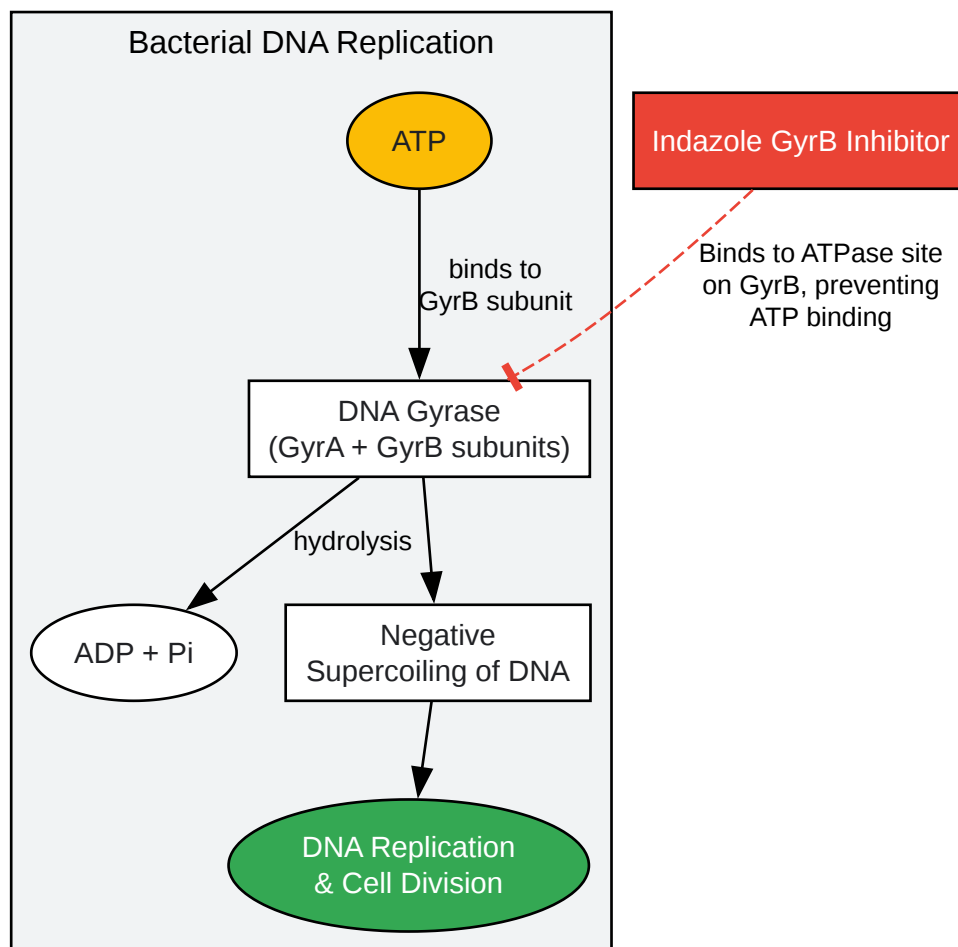 Bacterial DNA Replication
ATP
Indazole GyrB Inhibitor
binds to
GyrB subunit
Binds to ATPase site
on GyrB, preventing
ATP binding
DNA Gyrase
(GyrA + GyrB subunits)
hydrolysis
ADP + Pi
Negative
Supercoiling of DNA
DNA Replication
& Cell Division